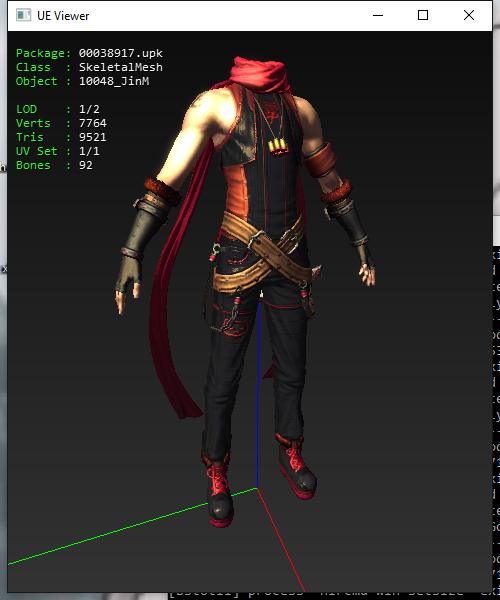 UE Viewer
Package: 00038917.upk
Class : SkeletalMesh
Object : 10048_JinM
LOD : 1/2
Verts : 7764
Tris : 9521
UV Set : 1/1
Bones : 92